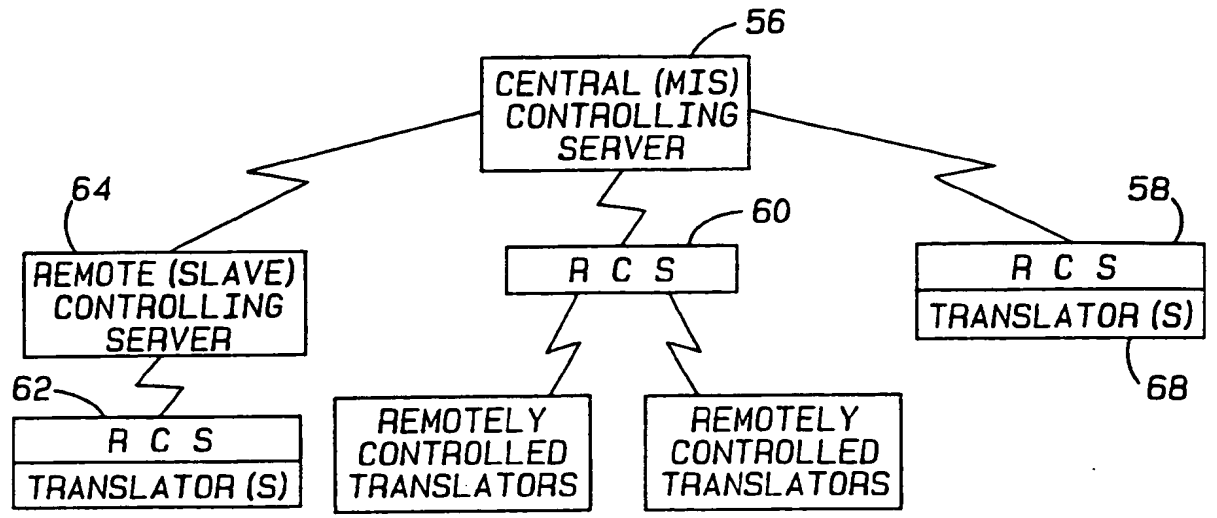 56
CENTRAL (MIS)
CONTROLLING
SERVER
64
REMOTE (SLAVE)
CONTROLLING
SERVER
60
R C S
58
R C S
TRANSLATOR (S)
68
62
R C S
TRANSLATOR (S)
REMOTELY
CONTROLLED
TRANSLATORS
REMOTELY
CONTROLLED
TRANSLATORS